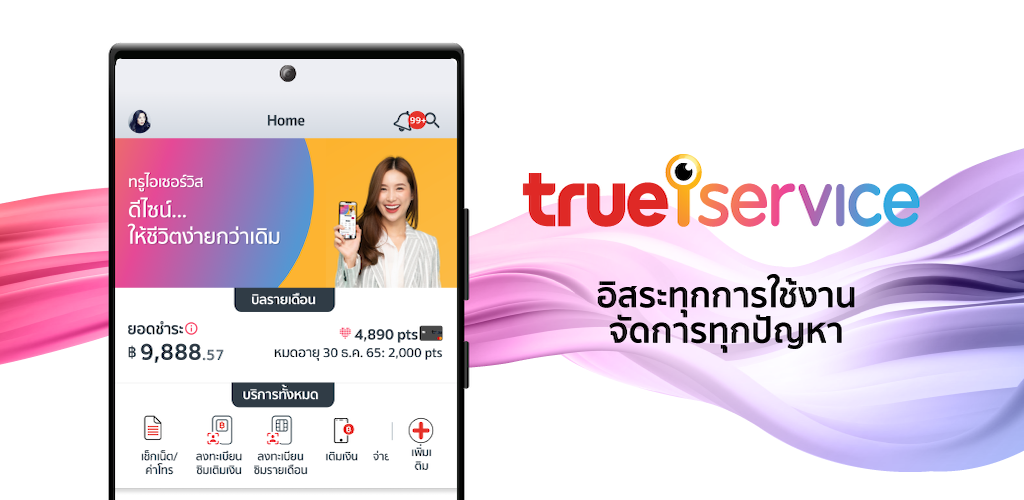 Home
99+
ทรูไอเซอร์วิส
ดีไซน์...
ให้ชีวิตง่ายกว่าเดิม
บิลรายเดือน
ยอดชำระ
฿ 9,888.57
4,890 pts
หมดอายุ 30 ธ.ค. 65: 2,000 pts
บริการทั้งหมด
เช็กเน็ต/
ค่าโทร
ลงทะเบียน
ซิมเติมเงิน
ลงทะเบียน
ซิมรายเดือน
เติมเงิน
จ่าย
เพิ่มเ
ติม
trueiservice
อิสระทุกการใช้งาน
จัดการทุกปัญหา